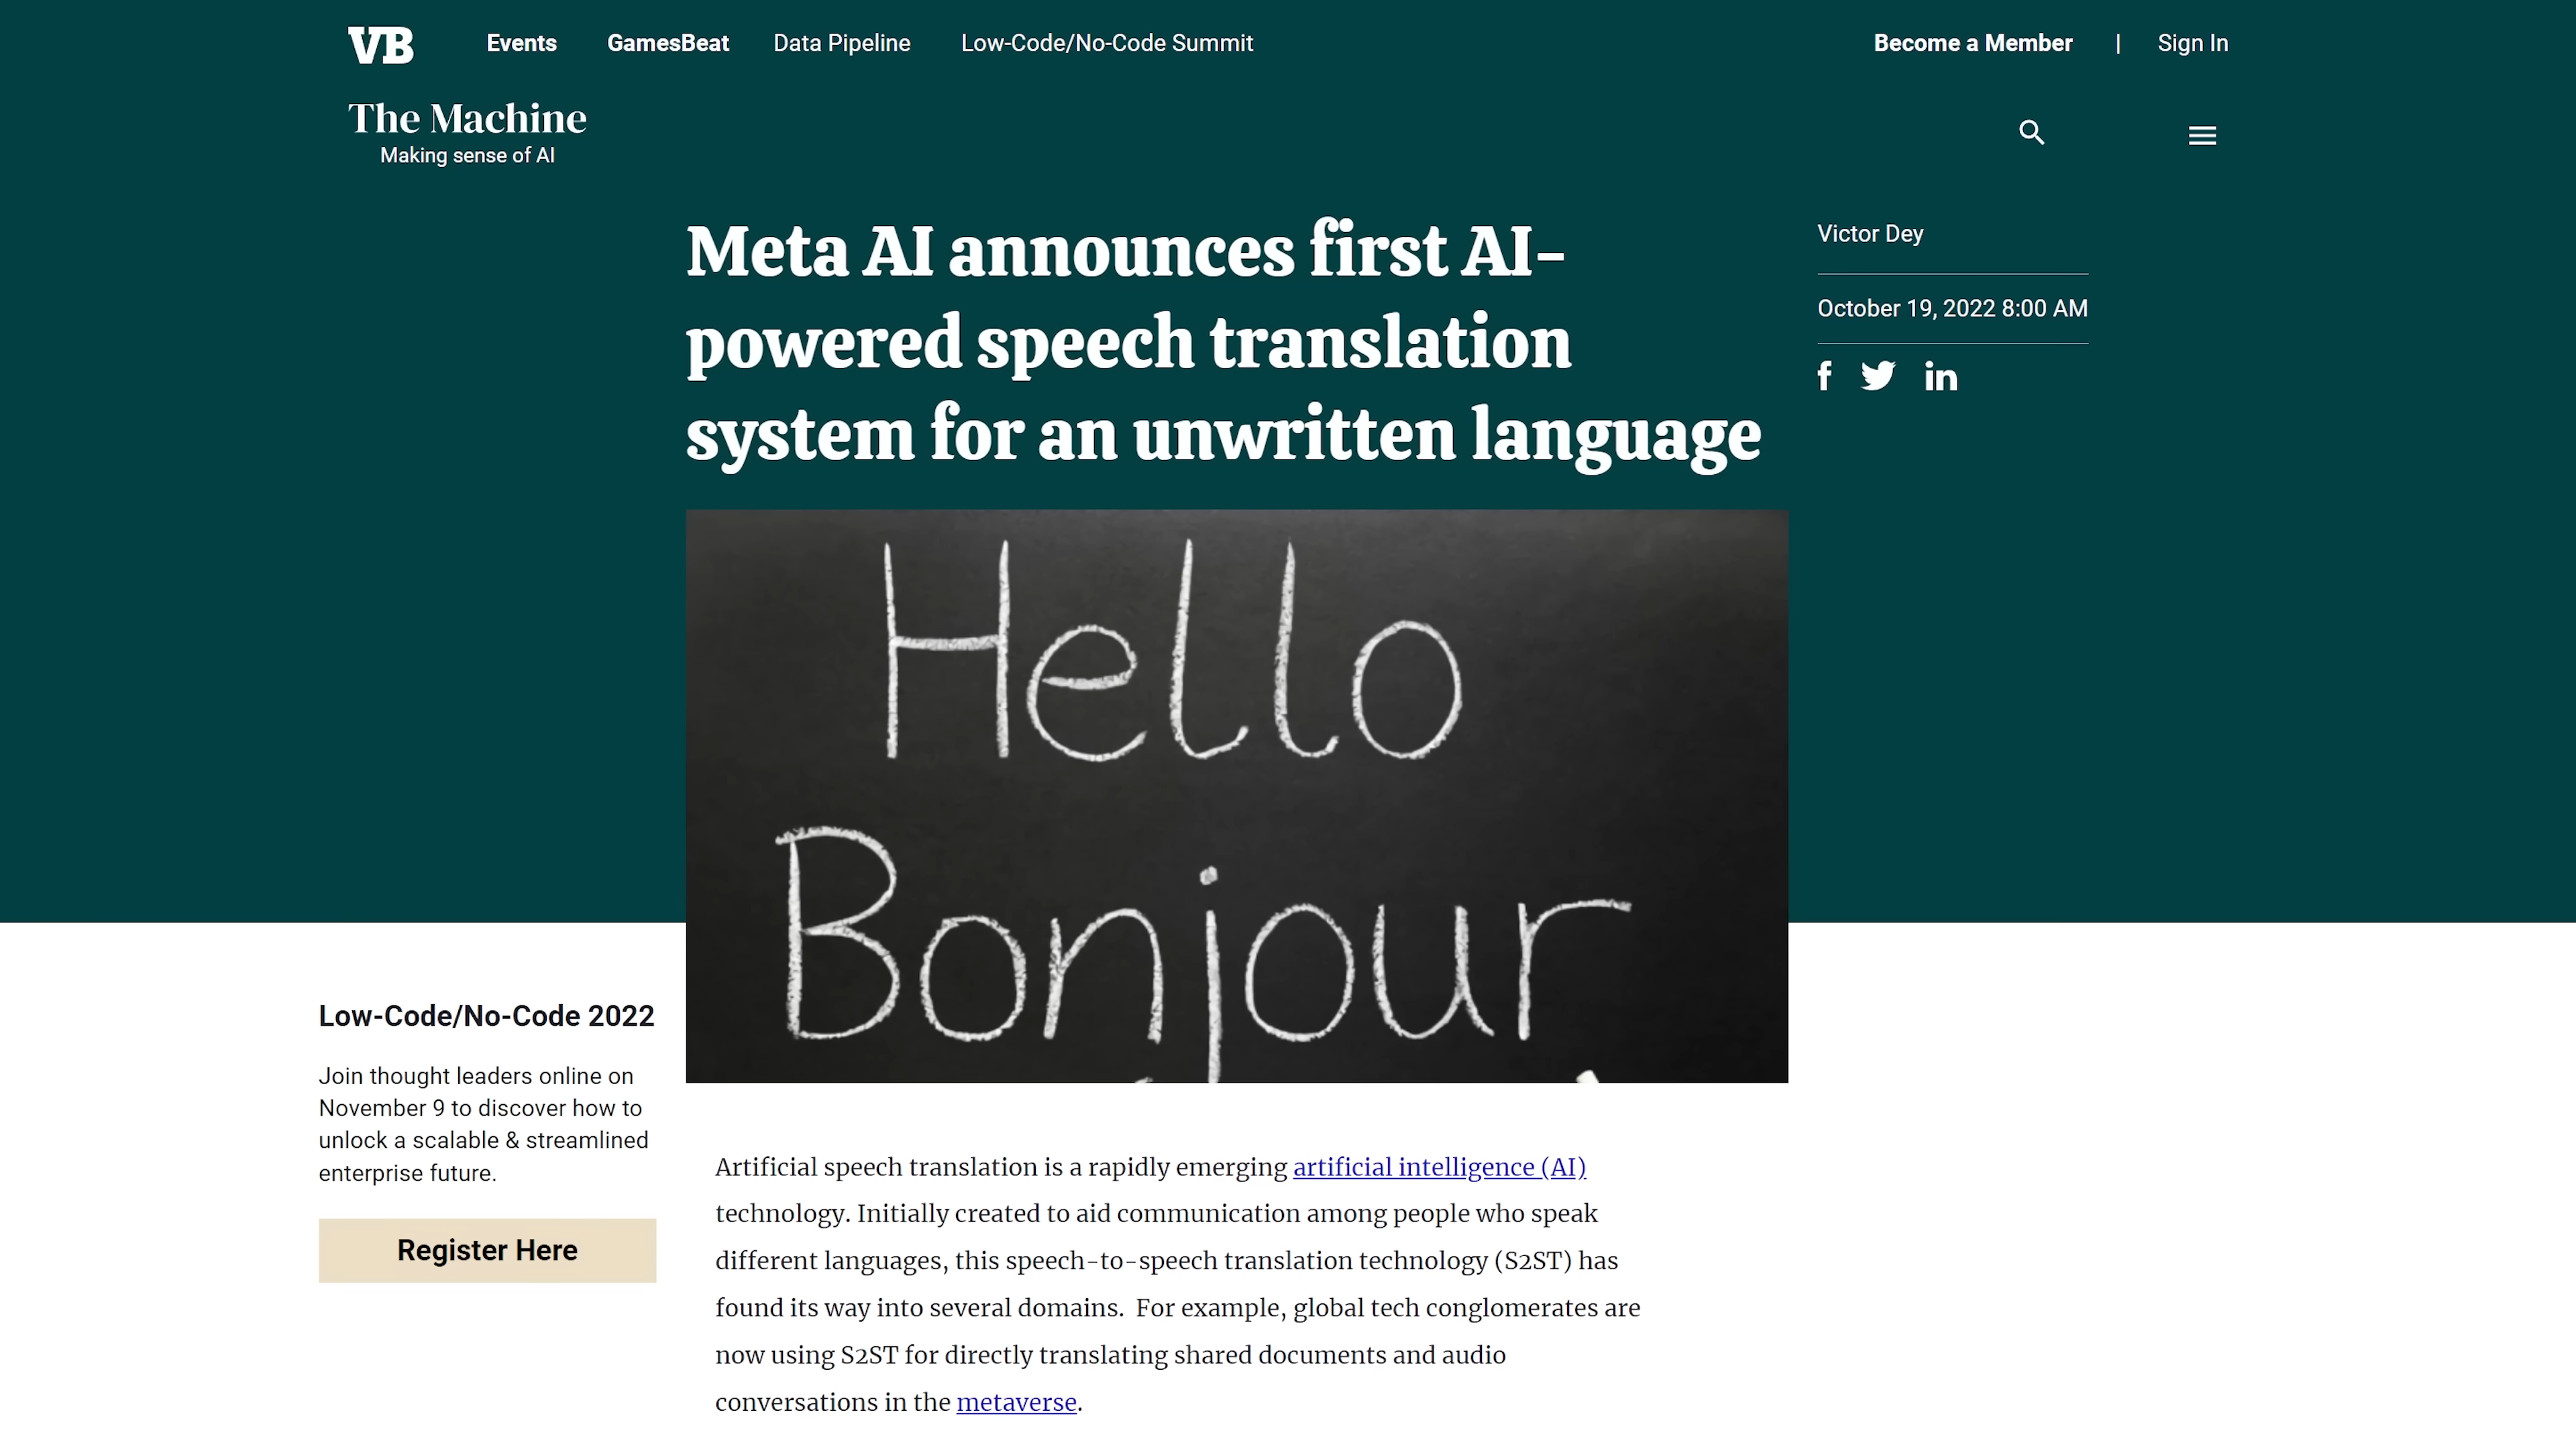 VB Events GamesBeat Data Pipeline Low-Code/No-Code Summit Become a Member | Sign In
The Machine
Making sense of AI
Meta AI announces first AI-
powered speech translation
system for an unwritten language
Victor Dey
October 19, 2022 8:00 AM
f in
Hello
Bonjour
Low-Code/No-Code 2022
Join thought leaders online on
November 9 to discover how to
unlock a scalable & streamlined
enterprise future.
Register Here
Artificial speech translation is a rapidly emerging artificial intelligence (AI)
technology. Initially created to aid communication among people who speak
different languages, this speech-to-speech translation technology (S2ST) has
found its way into several domains.  For example, global tech conglomerates are
now using S2ST for directly translating shared documents and audio
conversations in the metaverse.